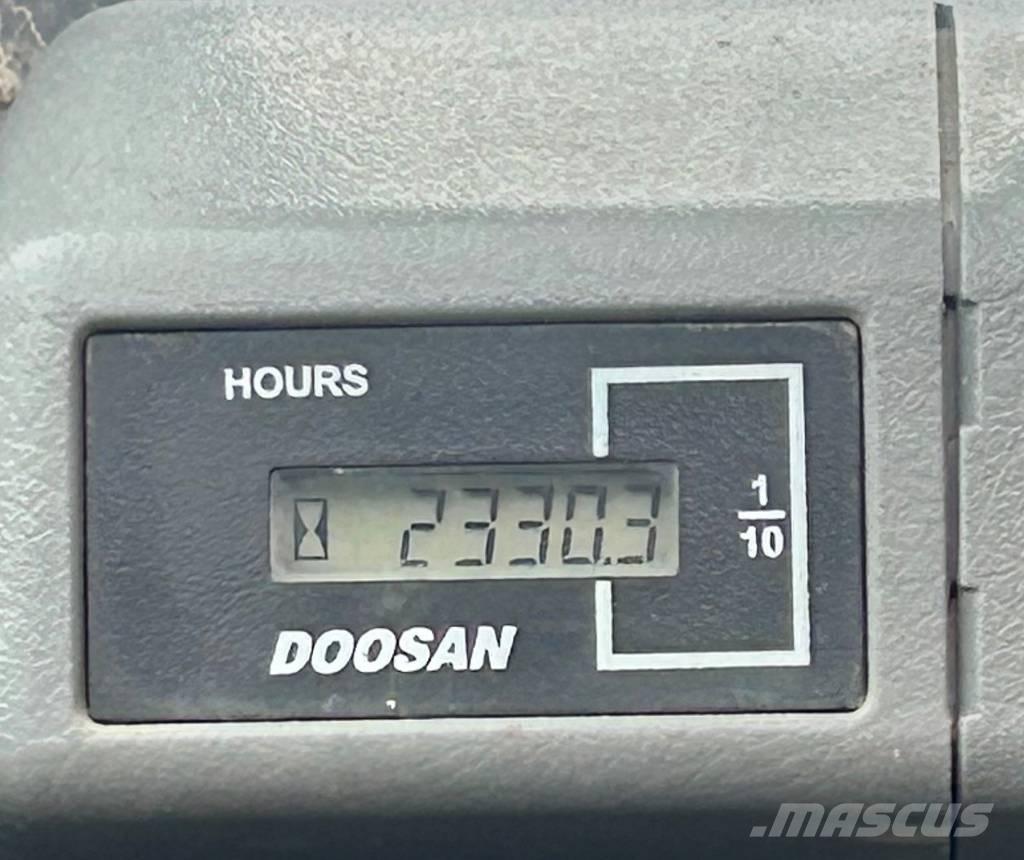 HOURS
2330.3
1
10
DOOSAN
.MASCUS